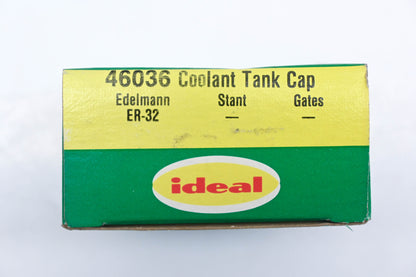 46036 Coolant Tank Cap
Edelmann Stant Gates
ER-32 — —
ideal